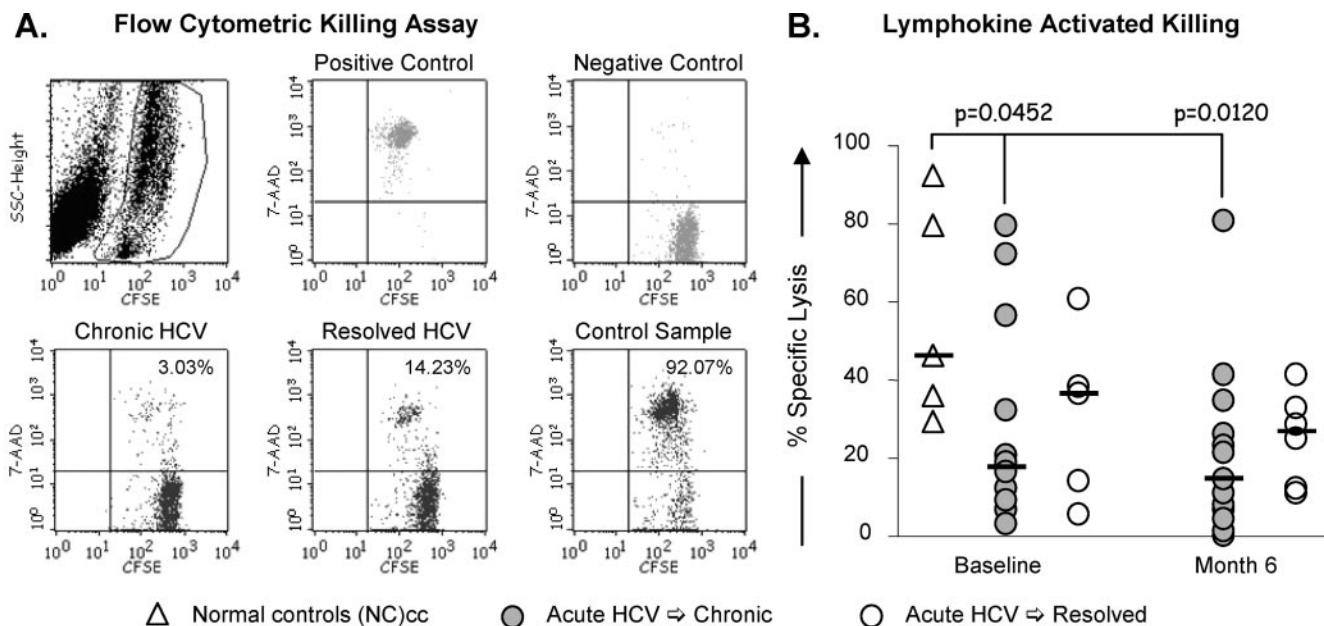 A. Flow Cytometric Killing Assay
Positive Control
Negative Control
SSC-Height
10⁰ 10¹ 10² 10³ 10⁴
CFSE
7-AAD
10⁰ 10¹ 10² 10³ 10⁴
10⁰ 10¹ 10² 10³ 10⁴
CFSE
7-AAD
10⁰ 10¹ 10² 10³ 10⁴
10⁰ 10¹ 10² 10³ 10⁴
CFSE
Chronic HCV
Resolved HCV
Control Sample
3.03%
7-AAD
10⁰ 10¹ 10² 10³ 10⁴
10⁰ 10¹ 10² 10³ 10⁴
CFSE
14.23%
7-AAD
10⁰ 10¹ 10² 10³ 10⁴
10⁰ 10¹ 10² 10³ 10⁴
CFSE
92.07%
7-AAD
10⁰ 10¹ 10² 10³ 10⁴
10⁰ 10¹ 10² 10³ 10⁴
CFSE
B. Lymphokine Activated Killing
p=0.0452
p=0.0120
% Specific Lysis
100
80
60
40
20
0
Baseline
Month 6
Normal controls (NC)cc
Acute HCV ⇨ Chronic
Acute HCV ⇨ Resolved